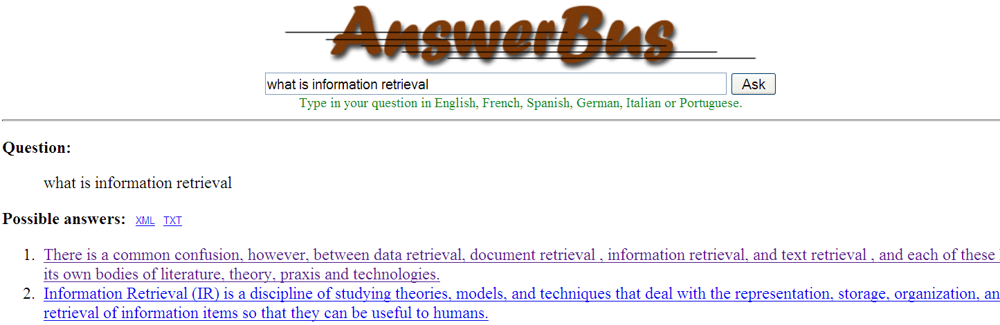 AnswerBus
what is information retrieval Ask
Type in your question in English, French, Spanish, German, Italian or Portuguese.
Question:
what is information retrieval
Possible answers: XML TXT
1. There is a common confusion, however, between data retrieval, document retrieval , information retrieval, and text retrieval , and each of these
its own bodies of literature, theory, praxis and technologies.
2. Information Retrieval (IR) is a discipline of studying theories, models, and techniques that deal with the representation, storage, organization,
retrieval of information items so that they can be useful to humans.